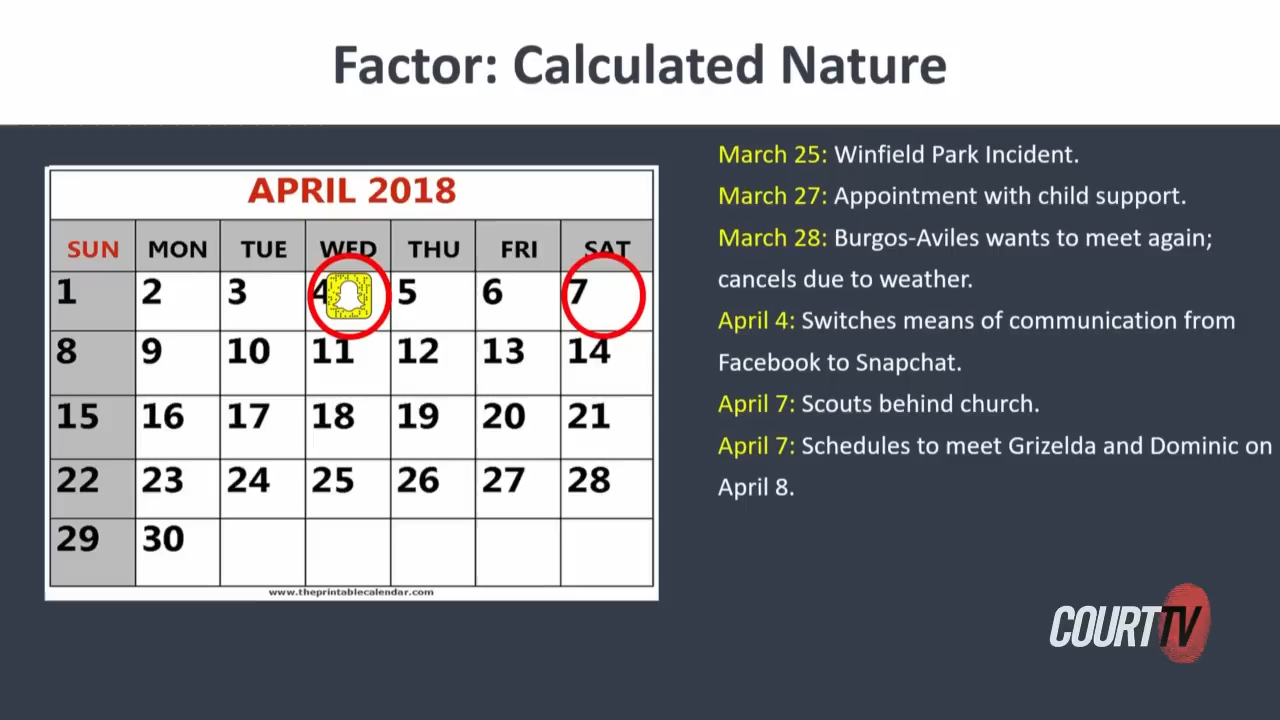 Factor: Calculated Nature
APRIL 2018
SUN MON TUE WED THU FRI SAT
1 2 3 4 5 6 7
8 9 10 11 12 13 14
15 16 17 18 19 20 21
22 23 24 25 26 27 28
29 30
www.theprintablecalendar.com
March 25: Winfield Park Incident.
March 27: Appointment with child support.
March 28: Burgos-Aviles wants to meet again;
cancels due to weather.
April 4: Switches means of communication from
Facebook to Snapchat.
April 7: Scouts behind church.
April 7: Schedules to meet Grizelda and Dominic on
April 8.
COURT TV